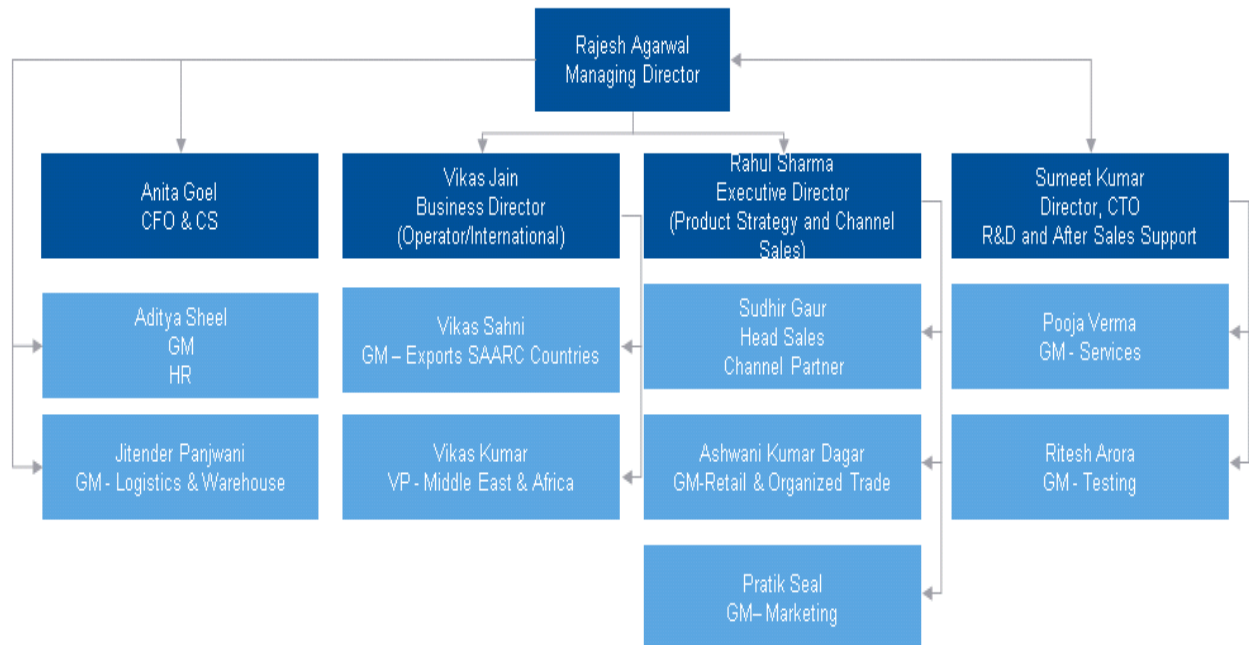 Rajesh Agarwal
Managing Director
Anita Goel
CFO & CS
Vikas Jain
Business Director
(Operator/International)
Rahul Sharma
Executive Director
(Product Strategy and Channel
Sales)
Sumeet Kumar
Director, CTO
R&D and After Sales Support
Aditya Sheel
GM
HR
Vikas Sahni
GM – Exports SAARC Countries
Sudhir Gaur
Head Sales
Channel Partner
Pooja Verma
GM - Services
Jitender Panjwani
GM - Logistics & Warehouse
Vikas Kumar
VP - Middle East & Africa
Ashwani Kumar Dagar
GM-Retail & Organized Trade
Ritesh Arora
GM - Testing
Pratik Seal
GM– Marketing